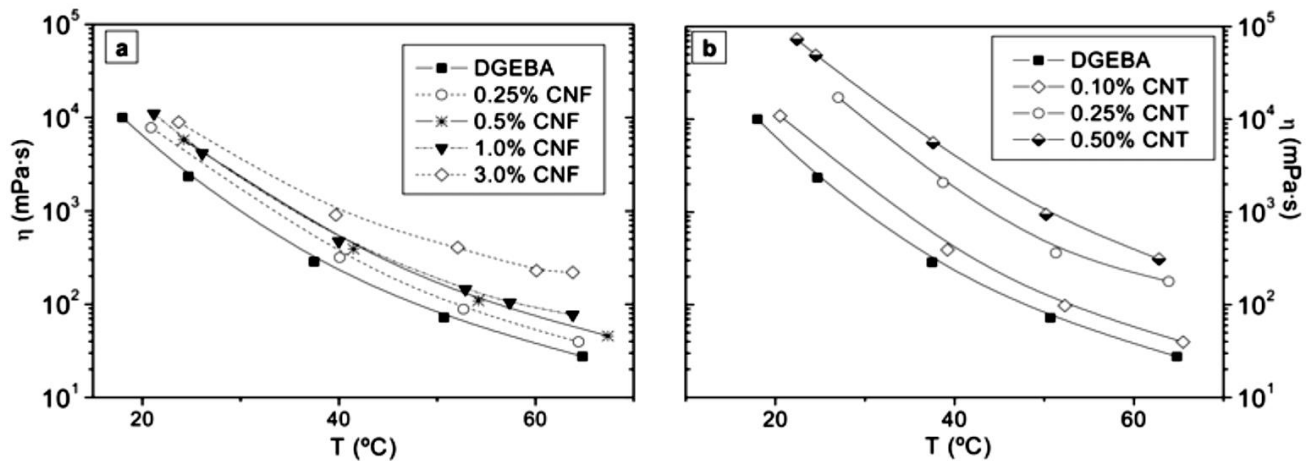 a
DGEBA
0.25% CNF
0.5% CNF
1.0% CNF
3.0% CNF
10^5
10^4
10^3
10^2
10^1
η (mPa·s)
20
40
60
T (ºC)
b
DGEBA
0.10% CNT
0.25% CNT
0.50% CNT
10^5
10^4
10^3
10^2
10^1
η (mPa·s)
20
40
60
T (ºC)